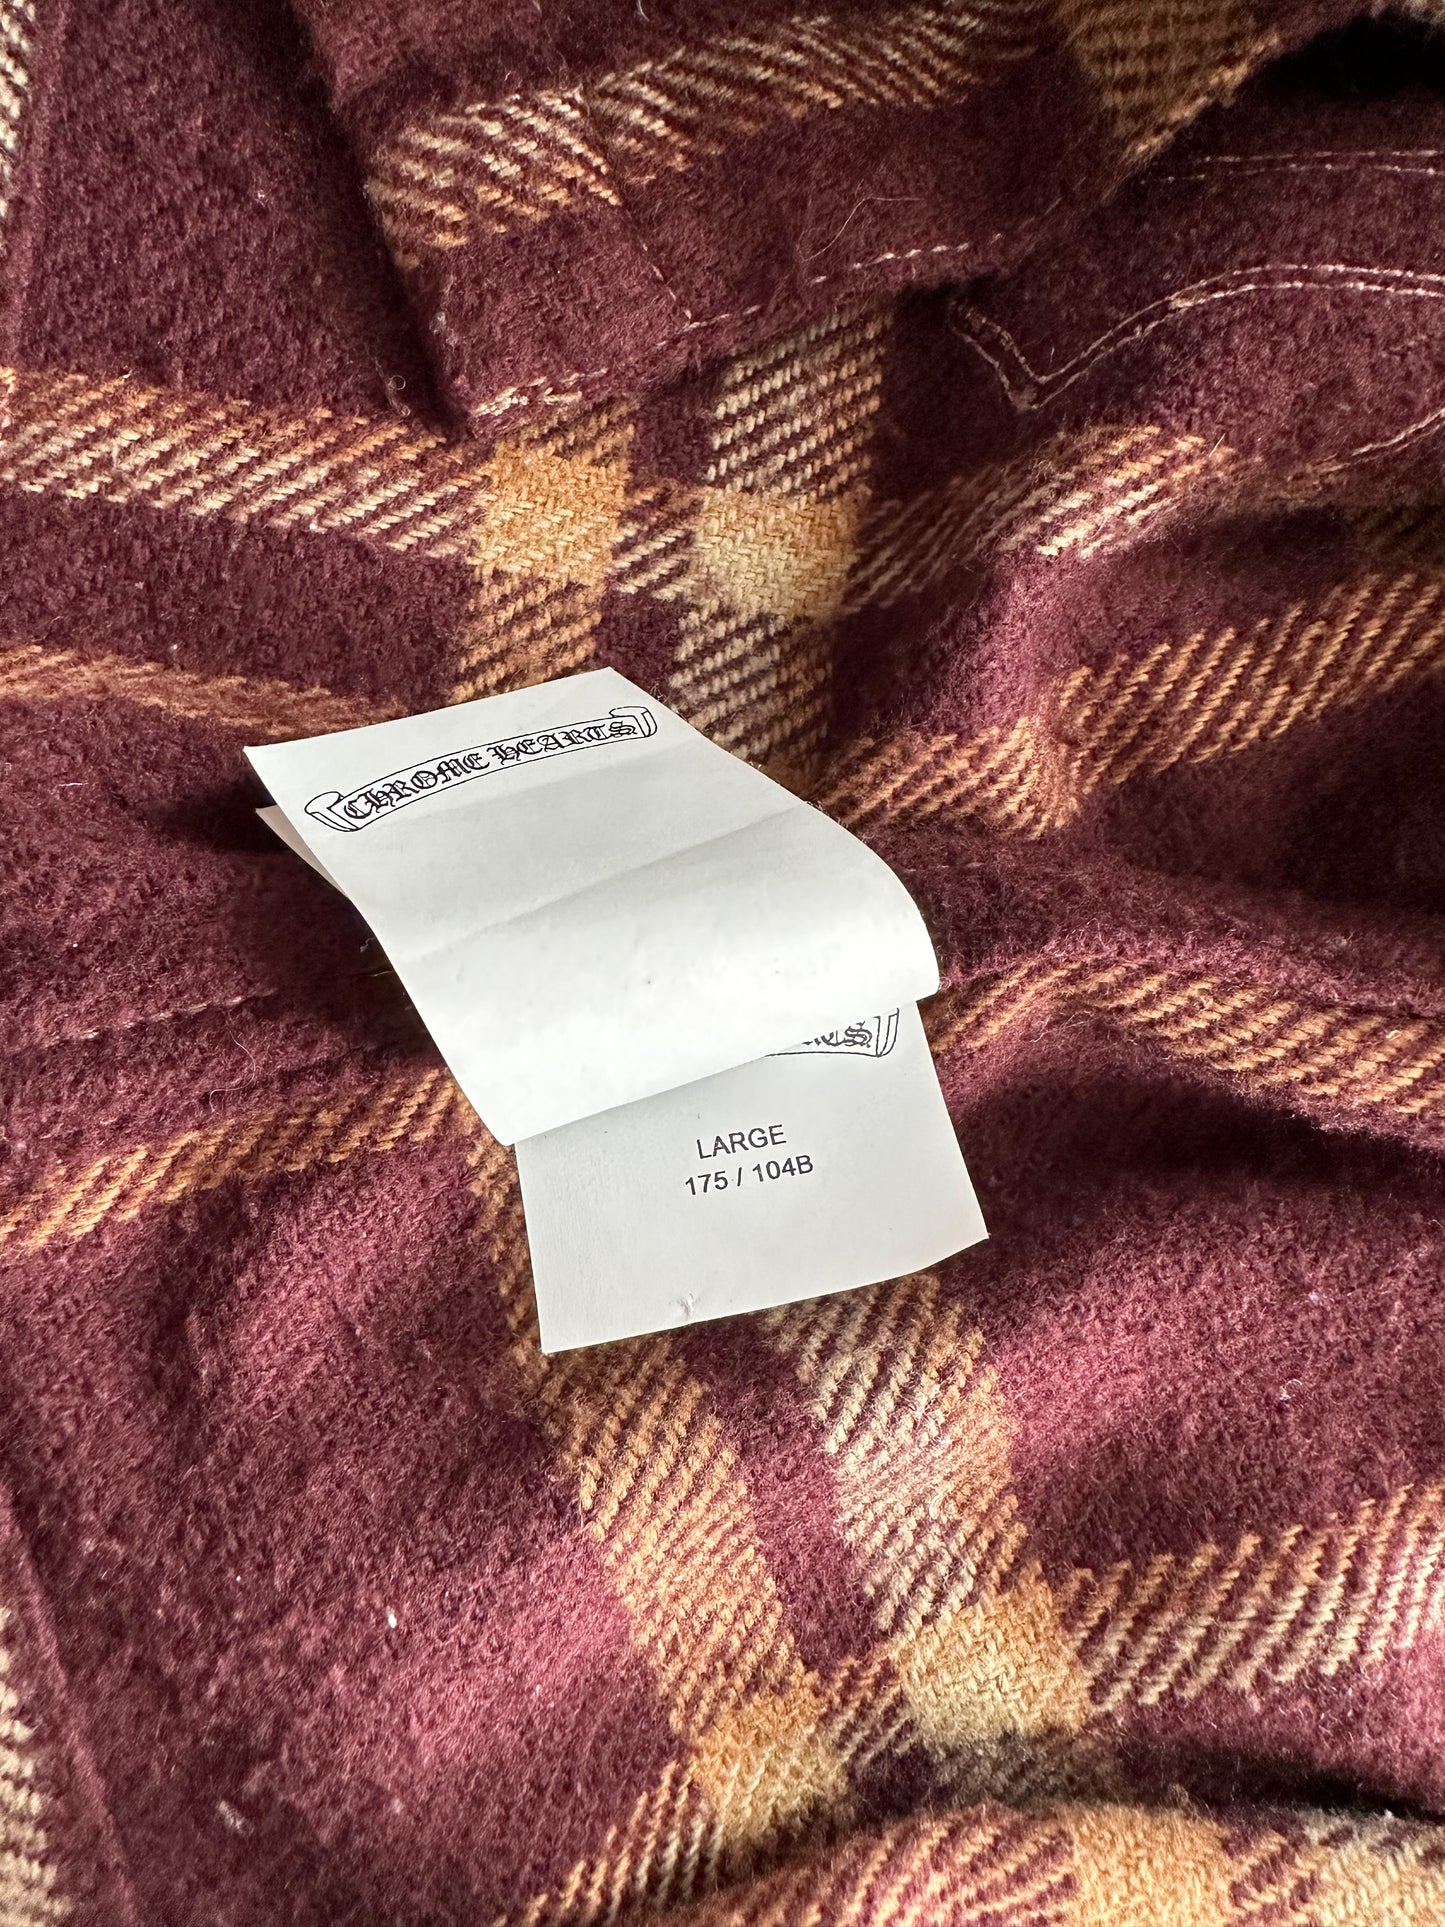 CHROME HEARTS
LARGE
175 / 104B